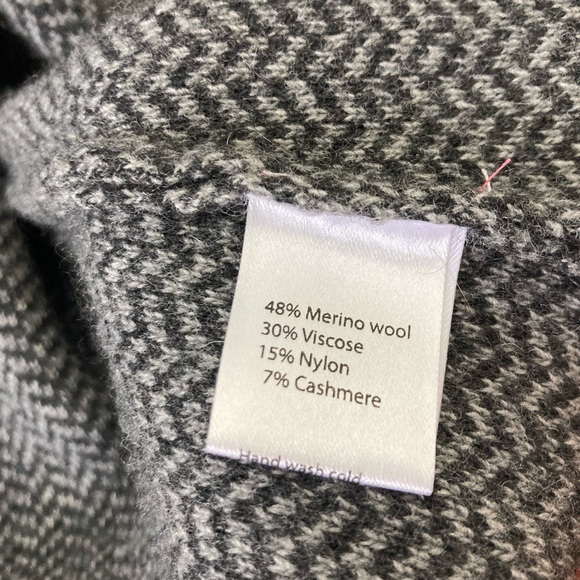 48% Merino wool
30% Viscose
15% Nylon
7% Cashmere
Hand wash cold